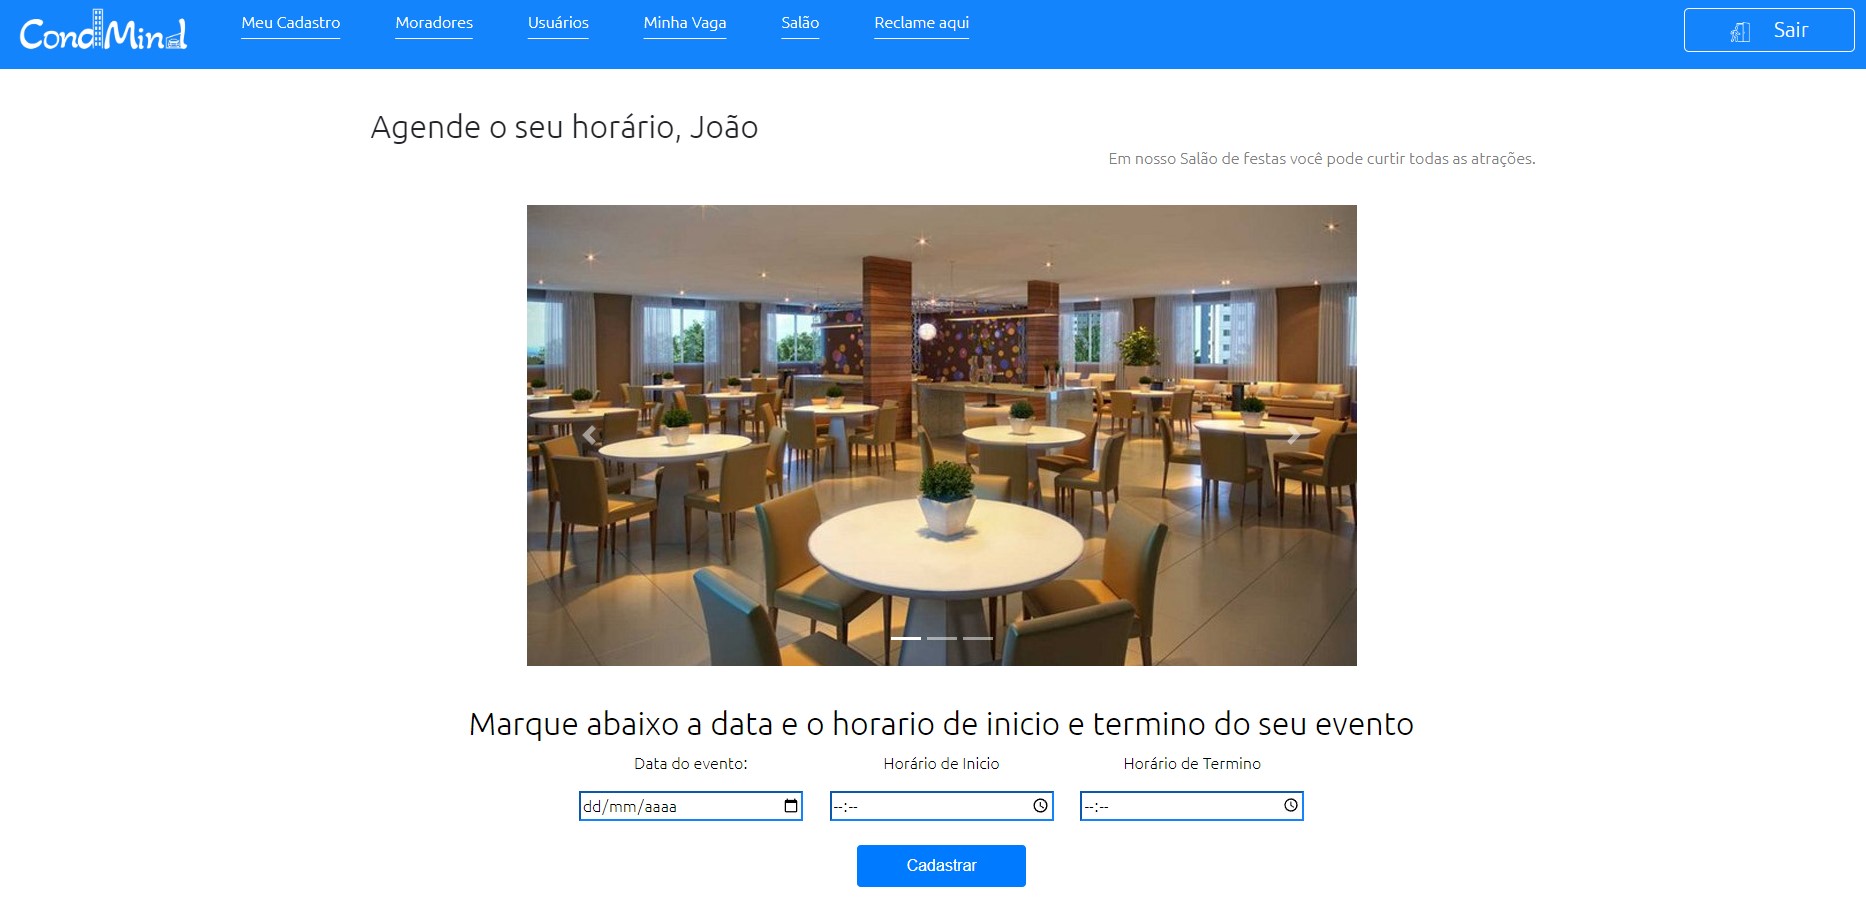 CondMind
Meu Cadastro
Moradores
Usuários
Minha Vaga
Salão
Reclame aqui
Sair
Agende o seu horário, João
Em nosso Salão de festas você pode curtir todas as atrações.
Marque abaixo a data e o horario de inicio e termino do seu evento
Data do evento:
Horário de Inicio
Horário de Termino
dd/mm/aaaa
--:--
--:--
Cadastrar